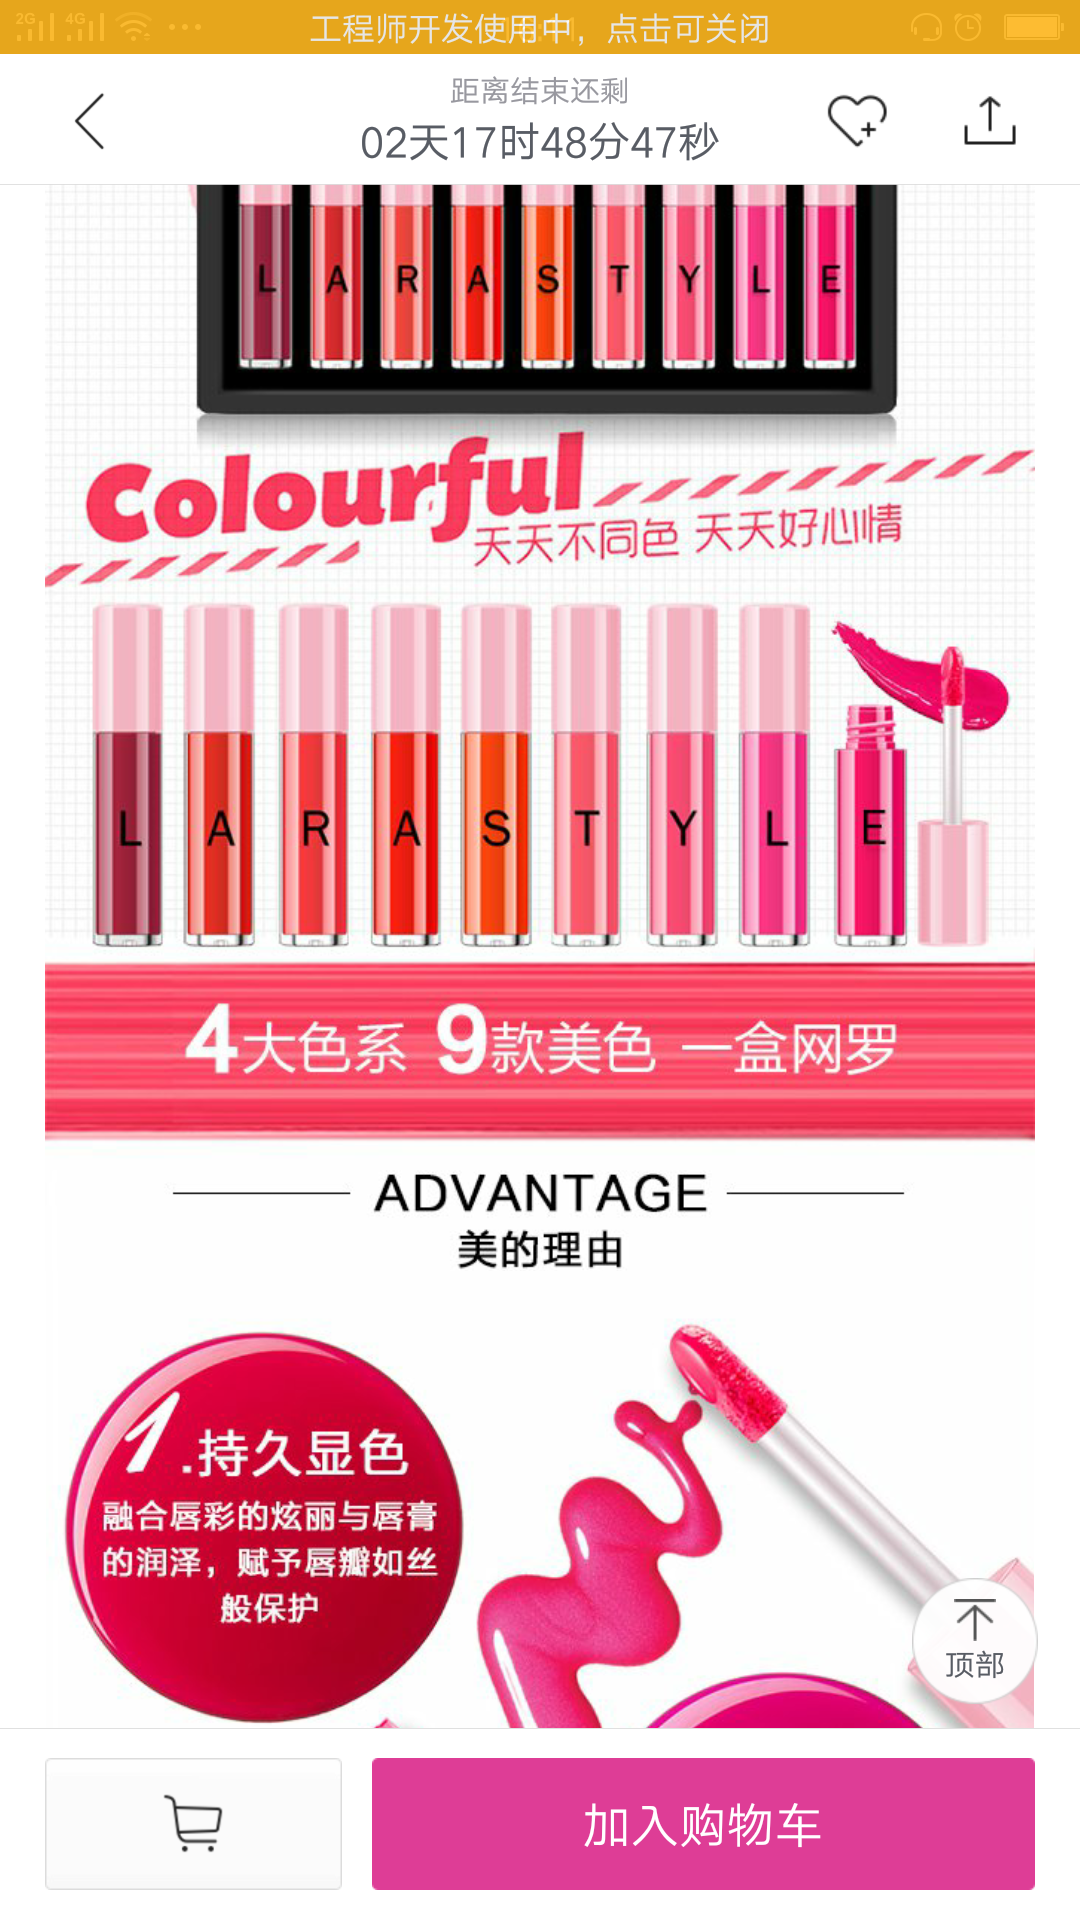 2G 4G 工程师开发使用中，点击可关闭
距离结束还剩
02天17时48分47秒
L A R A S T Y L E
Colourful
天天不同色 天天好心情
L A R A S T Y L E
4大色系 9款美色 一盒网罗
ADVANTAGE
美的理由
1.持久显色
融合唇彩的炫丽与唇膏
的润泽，赋予唇瓣如丝
般保护
顶部
加入购物车